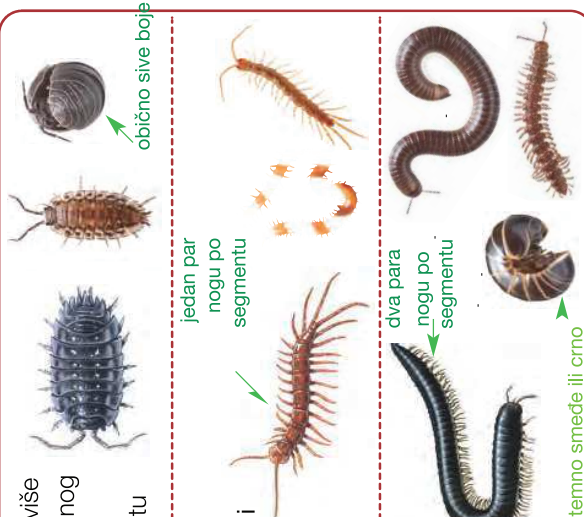 više
nog
tu
obično sive boje
i
jedan par
nogu po
segmentu
dva para
nogu po
segmentu
temno smeđe ili crno